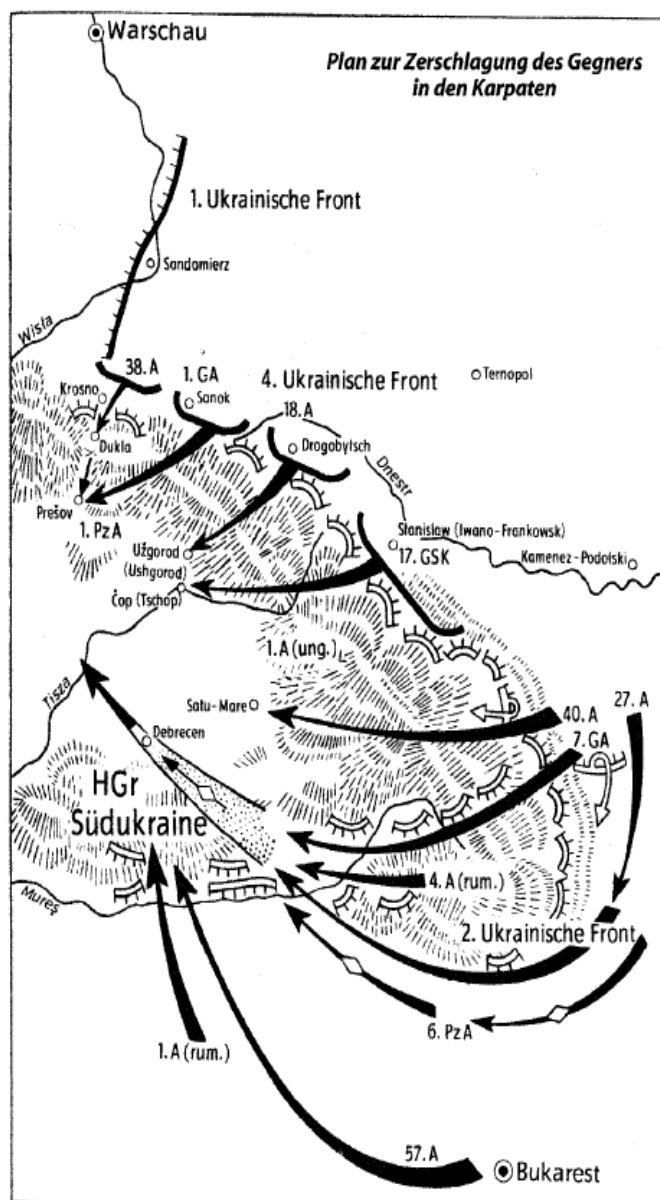 Warschau
Plan zur Zerschlagung des Gegners
in den Karpaten
1. Ukrainische Front
Sandomierz
Wisła
38. A
1. GA
4. Ukrainische Front
Ternopol
Krosno
Sanok
18. A
Dukla
Drogobytsch
Dnestr
Prešov
1. PzA
Stanislaw (Iwano-Frankowsk)
Užgorod
(Ushgorod)
17. GSK
Kamenez-Podolski
Čop (Tschop)
1. A (ung.)
Tisza
Satu-Mare
27. A
40. A
Debrecen
7. GA
HGr
Südukraine
4. A (rum.)
Mureș
2. Ukrainische Front
6. PzA
1. A (rum.)
57. A
Bukarest